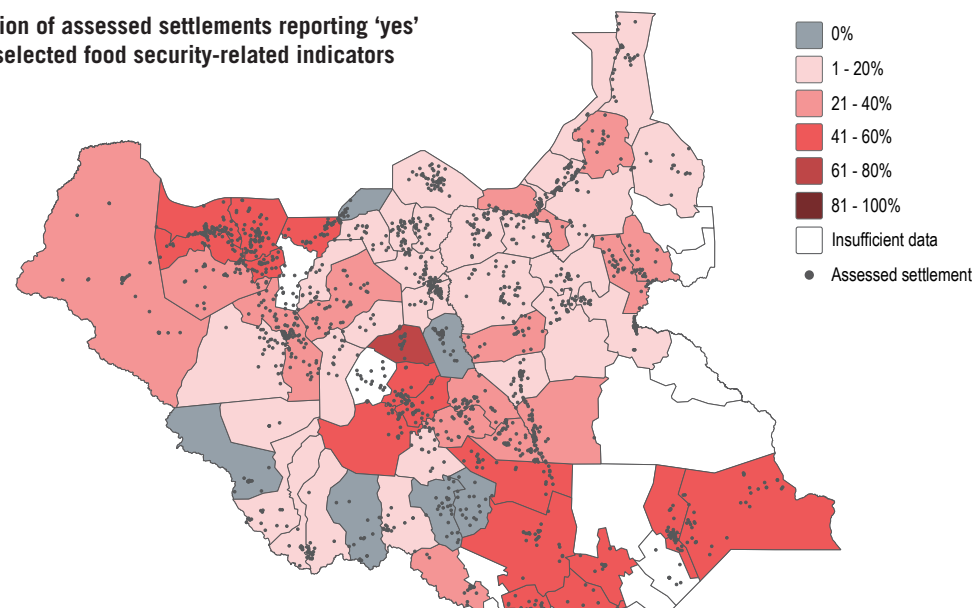 ion of assessed settlements reporting ‘yes’
selected food security-related indicators
0%
1 - 20%
21 - 40%
41 - 60%
61 - 80%
81 - 100%
Insufficient data
Assessed settlement